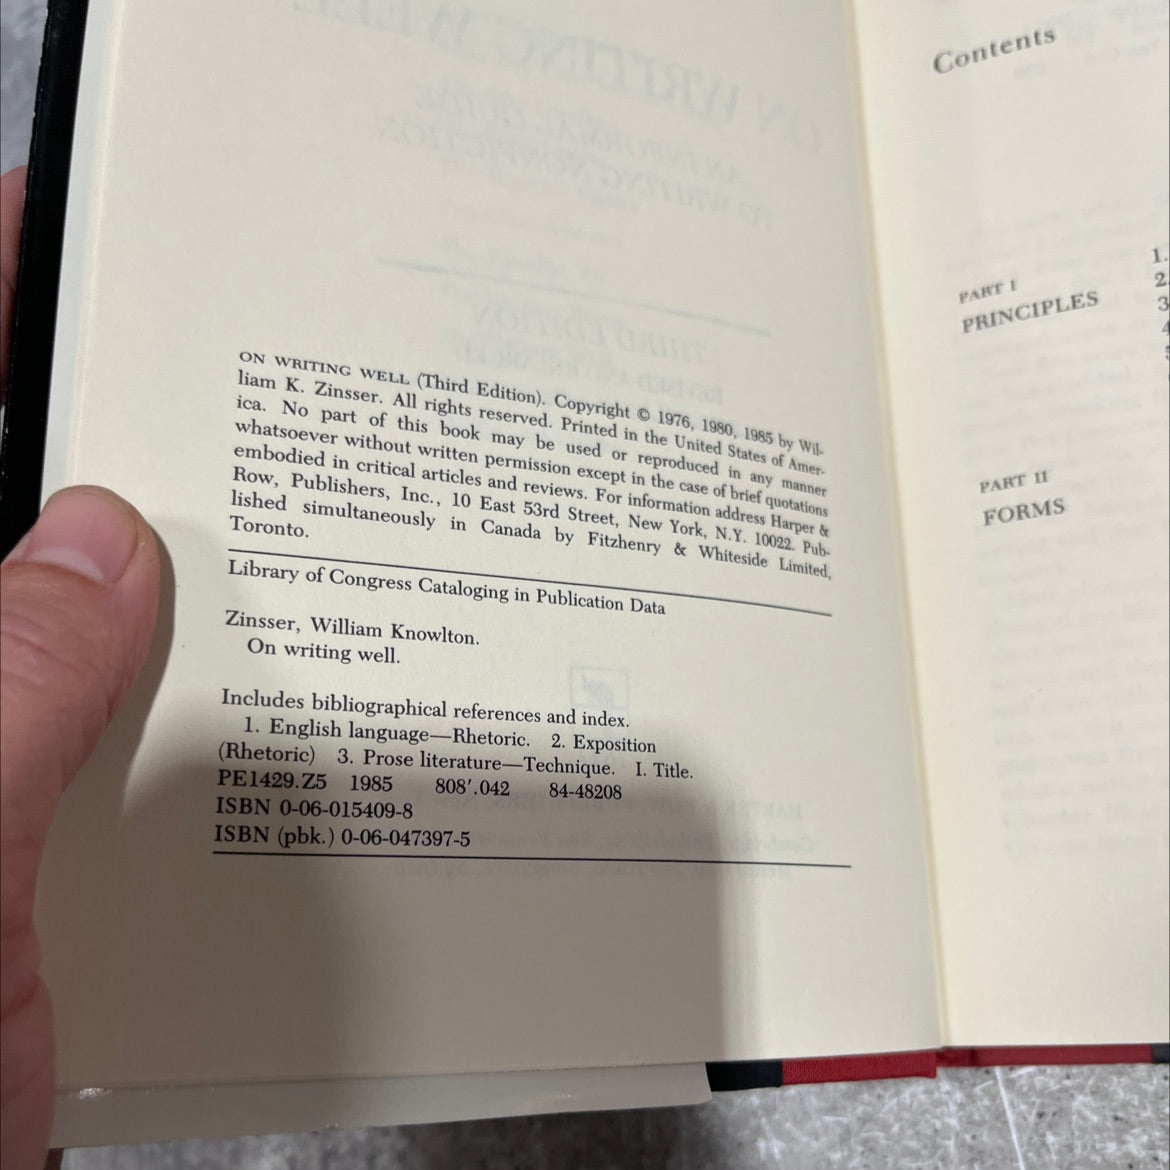 ON WRITING WELL (Third Edition). Copyright © 1976, 1980, 1985 by Wil-
liam K. Zinsser. All rights reserved. Printed in the United States of Amer-
ica. No part of this book may be used or reproduced in any manner
whatsoever without written permission except in the case of brief quotations
embodied in critical articles and reviews. For information address Harper &
Row, Publishers, Inc., 10 East 53rd Street, New York, N.Y. 10022. Pub-
lished simultaneously in Canada by Fitzhenry & Whiteside Limited,
Toronto.
Library of Congress Cataloging in Publication Data
Zinsser, William Knowlton.
On writing well.
Includes bibliographical references and index.
1. English language—Rhetoric. 2. Exposition
(Rhetoric) 3. Prose literature—Technique. I. Title.
PE1429.Z5 1985 808′.042 84-48208
ISBN 0-06-015409-8
ISBN (pbk.) 0-06-047397-5
Contents
PART I
PRINCIPLES
1.
2
3
4
PART II
FORMS